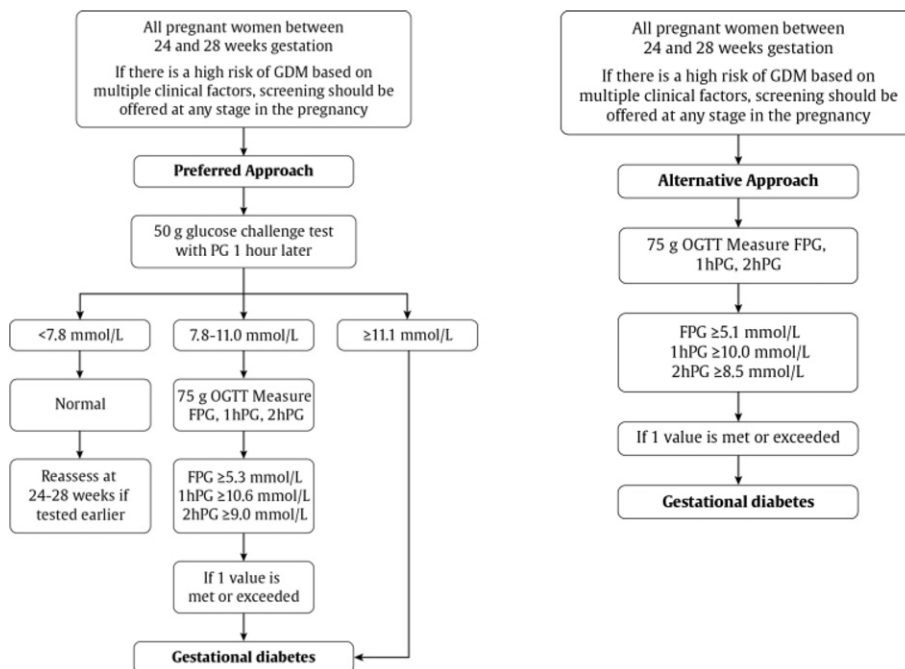 All pregnant women between
24 and 28 weeks gestation
If there is a high risk of GDM based on
multiple clinical factors, screening should be
offered at any stage in the pregnancy
Preferred Approach
50 g glucose challenge test
with PG 1 hour later
<7.8 mmol/L
7.8-11.0 mmol/L
≥11.1 mmol/L
Normal
75 g OGTT Measure
FPG, 1hPG, 2hPG
Reassess at
24-28 weeks if
tested earlier
FPG ≥5.3 mmol/L
1hPG ≥10.6 mmol/L
2hPG ≥9.0 mmol/L
If 1 value is
met or exceeded
Gestational diabetes
All pregnant women between
24 and 28 weeks gestation
If there is a high risk of GDM based on
multiple clinical factors, screening should be
offered at any stage in the pregnancy
Alternative Approach
75 g OGTT Measure FPG,
1hPG, 2hPG
FPG ≥5.1 mmol/L
1hPG ≥10.0 mmol/L
2hPG ≥8.5 mmol/L
If 1 value is met or exceeded
Gestational diabetes